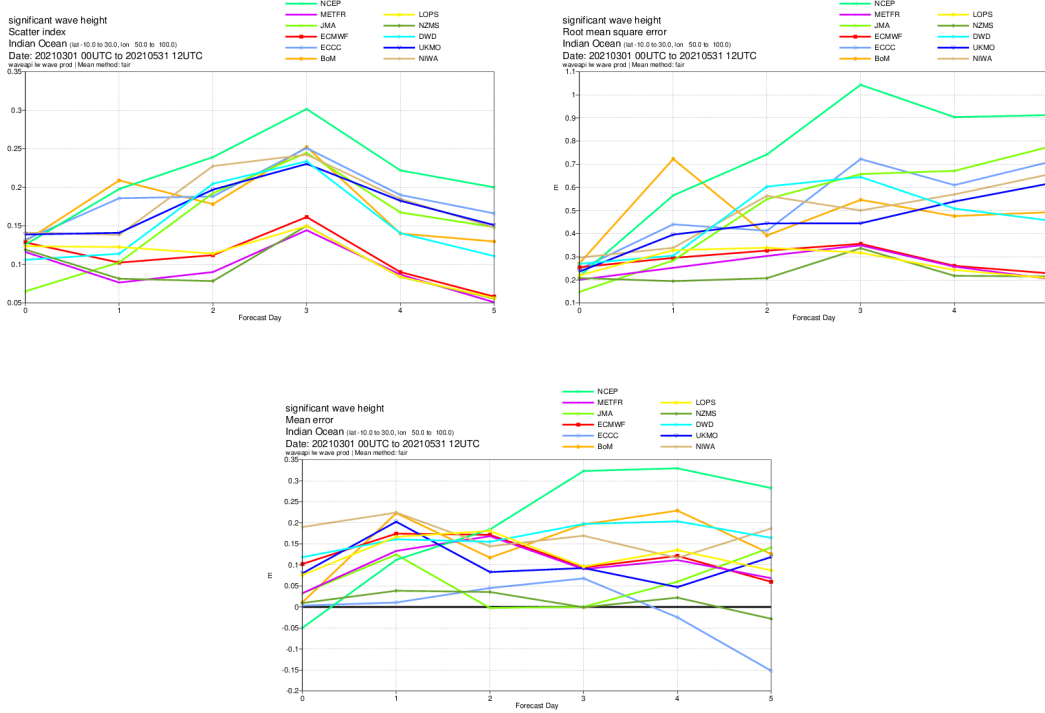 significant wave height
Scatter index
Indian Ocean (lat -10.0 to 30.0, lon 50.0 to 100.0)
Date: 20210301 00UTC to 20210531 12UTC
waveapi lw wave prod | Mean method: fair
NCEP
METFR
JMA
ECMWF
ECCC
BoM
LOPS
NZMS
DWD
UKMO
NIWA
0.35
0.3
0.25
0.2
0.15
0.1
0.05
0 1 2 3 4 5
Forecast Day
significant wave height
Root mean square error
Indian Ocean (lat -10.0 to 30.0, lon 50.0 to 100.0)
Date: 20210301 00UTC to 20210531 12UTC
waveapi lw wave prod | Mean method: fair
NCEP
METFR
JMA
ECMWF
ECCC
BoM
LOPS
NZMS
DWD
UKMO
NIWA
1.1
1
0.9
0.8
0.7
0.6
0.5
0.4
0.3
0.2
0.1
m
0 1 2 3 4
Forecast Day
significant wave height
Mean error
Indian Ocean (lat -10.0 to 30.0, lon 50.0 to 100.0)
Date: 20210301 00UTC to 20210531 12UTC
waveapi lw wave prod | Mean method: fair
NCEP
METFR
JMA
ECMWF
ECCC
BoM
LOPS
NZMS
DWD
UKMO
NIWA
0.35
0.3
0.25
0.2
0.15
0.1
0.05
0
-0.05
-0.1
-0.15
-0.2
m
0 1 2 3 4 5
Forecast Day